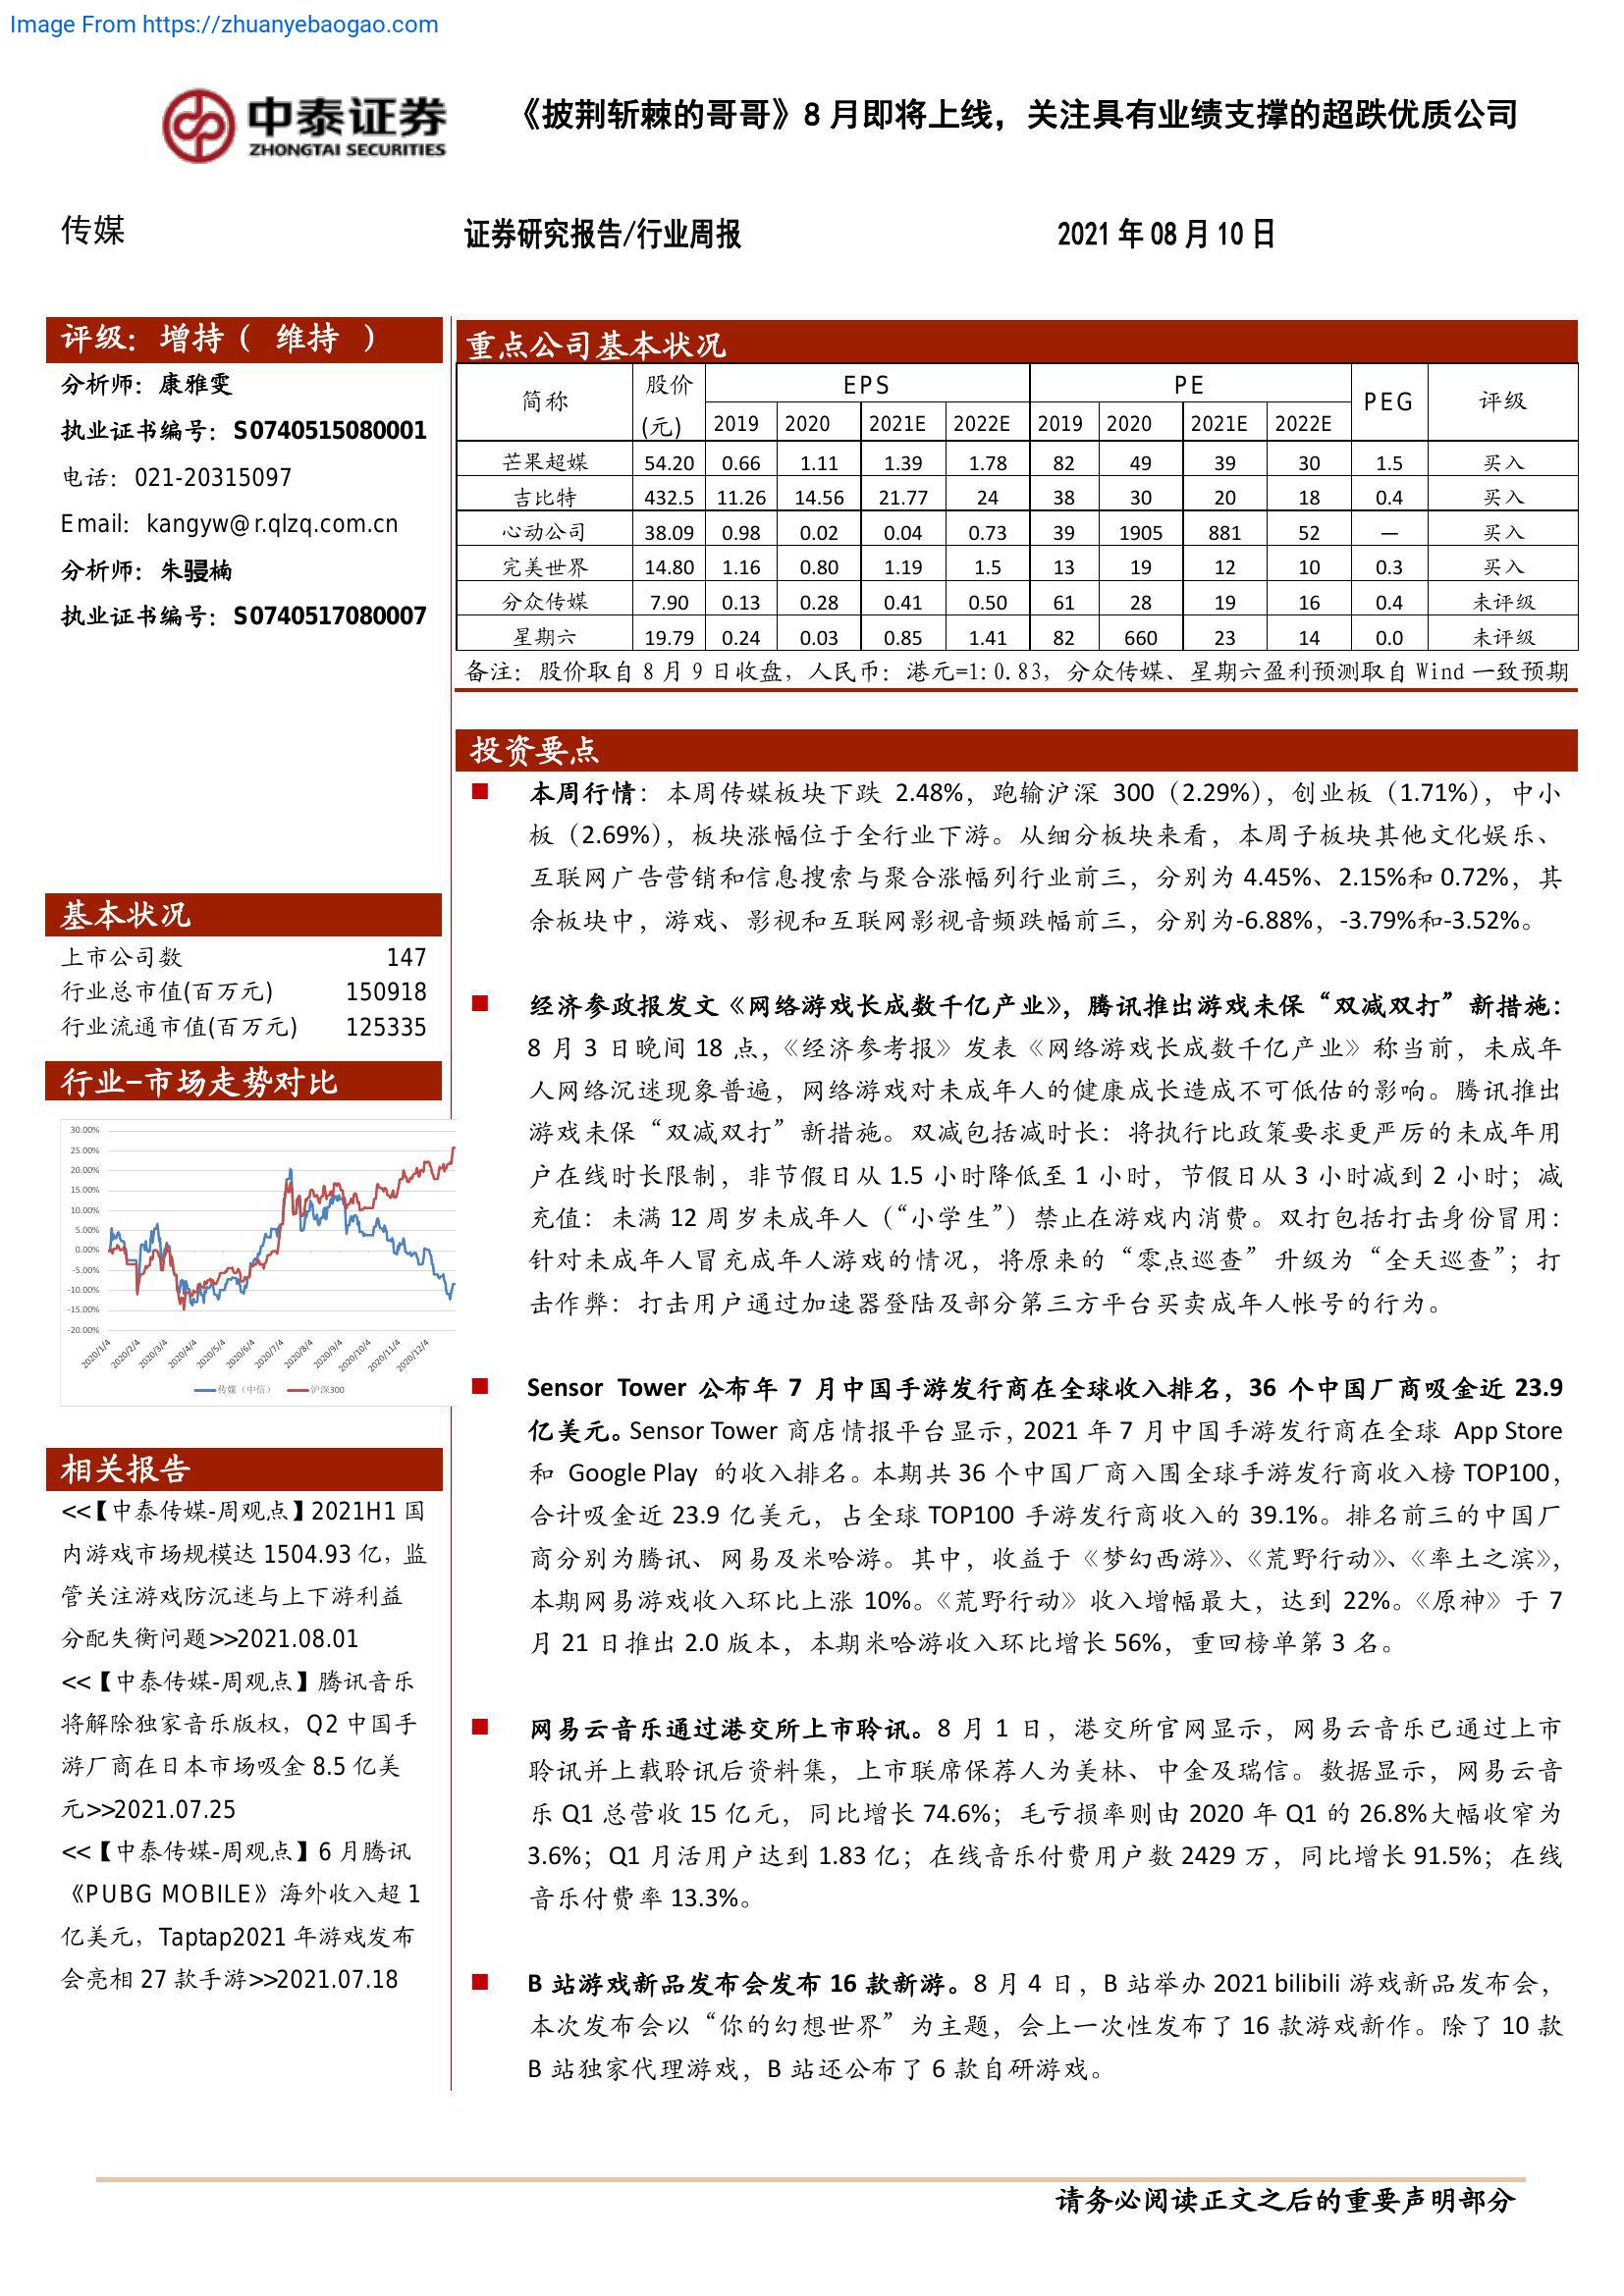 Image From https://zhuanyebaogao.com
中泰证券
ZHONGTAI SECURITIES
《披荆斩棘的哥哥》8 月即将上线，关注具有业绩支撑的超跌优质公司
传媒
证券研究报告/行业周报
2021 年 08 月 10 日
评级：增持（ 维持 ）
分析师：康雅雯
执业证书编号：S0740515080001
电话：021-20315097
Email：kangyw@r.qlzq.com.cn
分析师：朱骎楠
执业证书编号：S0740517080007
基本状况
上市公司数 147
行业总市值(百万元) 150918
行业流通市值(百万元) 125335
行业-市场走势对比
30.00%
25.00%
20.00%
15.00%
10.00%
5.00%
0.00%
-5.00%
-10.00%
-15.00%
-20.00%
2020/1/4 2020/2/4 2020/3/4 2020/4/4 2020/5/4 2020/6/4 2020/7/4 2020/8/4 2020/9/4 2020/10/4 2020/11/4 2020/12/4
传媒（中信） 沪深300
相关报告
<<【中泰传媒-周观点】2021H1 国
内游戏市场规模达 1504.93 亿，监
管关注游戏防沉迷与上下游利益
分配失衡问题>>2021.08.01
<<【中泰传媒-周观点】腾讯音乐
将解除独家音乐版权，Q2 中国手
游厂商在日本市场吸金 8.5 亿美
元>>2021.07.25
<<【中泰传媒-周观点】6 月腾讯
《PUBG MOBILE》海外收入超 1
亿美元，Taptap2021 年游戏发布
会亮相 27 款手游>>2021.07.18
重点公司基本状况
简称 股价(元) EPS PE PEG 评级
2019 2020 2021E 2022E 2019 2020 2021E 2022E
芒果超媒 54.20 0.66 1.11 1.39 1.78 82 49 39 30 1.5 买入
吉比特 432.5 11.26 14.56 21.77 24 38 30 20 18 0.4 买入
心动公司 38.09 0.98 0.02 0.04 0.73 39 1905 881 52 — 买入
完美世界 14.80 1.16 0.80 1.19 1.5 13 19 12 10 0.3 买入
分众传媒 7.90 0.13 0.28 0.41 0.50 61 28 19 16 0.4 未评级
星期六 19.79 0.24 0.03 0.85 1.41 82 660 23 14 0.0 未评级
备注：股价取自 8 月 9 日收盘，人民币：港元=1:0.83，分众传媒、星期六盈利预测取自 Wind 一致预期
投资要点
■ 本周行情：本周传媒板块下跌 2.48%，跑输沪深 300（2.29%），创业板（1.71%），中小
板（2.69%），板块涨幅位于全行业下游。从细分板块来看，本周子板块其他文化娱乐、
互联网广告营销和信息搜索与聚合涨幅列行业前三，分别为 4.45%、2.15%和 0.72%，其
余板块中，游戏、影视和互联网影视音频跌幅前三，分别为-6.88%，-3.79%和-3.52%。
■ 经济参政报发文《网络游戏长成数千亿产业》，腾讯推出游戏未保“双减双打”新措施：
8 月 3 日晚间 18 点，《经济参考报》发表《网络游戏长成数千亿产业》称当前，未成年
人网络沉迷现象普遍，网络游戏对未成年人的健康成长造成不可低估的影响。腾讯推出
游戏未保“双减双打”新措施。双减包括减时长：将执行比政策要求更严厉的未成年用
户在线时长限制，非节假日从 1.5 小时降低至 1 小时，节假日从 3 小时减到 2 小时；减
充值：未满 12 周岁未成年人（“小学生”）禁止在游戏内消费。双打包括打击身份冒用：
针对未成年人冒充成年人游戏的情况，将原来的“零点巡查”升级为“全天巡查”；打
击作弊：打击用户通过加速器登陆及部分第三方平台买卖成年人帐号的行为。
■ Sensor Tower 公布年 7 月中国手游发行商在全球收入排名，36 个中国厂商吸金近 23.9
亿美元。Sensor Tower 商店情报平台显示，2021 年 7 月中国手游发行商在全球 App Store
和 Google Play 的收入排名。本期共 36 个中国厂商入围全球手游发行商收入榜 TOP100，
合计吸金近 23.9 亿美元，占全球 TOP100 手游发行商收入的 39.1%。排名前三的中国厂
商分别为腾讯、网易及米哈游。其中，收益于《梦幻西游》、《荒野行动》、《率土之滨》，
本期网易游戏收入环比上涨 10%。《荒野行动》收入增幅最大，达到 22%。《原神》于 7
月 21 日推出 2.0 版本，本期米哈游收入环比增长 56%，重回榜单第 3 名。
■ 网易云音乐通过港交所上市聆讯。8 月 1 日，港交所官网显示，网易云音乐已通过上市
聆讯并上载聆讯后资料集，上市联席保荐人为美林、中金及瑞信。数据显示，网易云音
乐 Q1 总营收 15 亿元，同比增长 74.6%；毛亏损率则由 2020 年 Q1 的 26.8%大幅收窄为
3.6%；Q1 月活用户达到 1.83 亿；在线音乐付费用户数 2429 万，同比增长 91.5%；在线
音乐付费率 13.3%。
■ B 站游戏新品发布会发布 16 款新游。8 月 4 日，B 站举办 2021 bilibili 游戏新品发布会，
本次发布会以“你的幻想世界”为主题，会上一次性发布了 16 款游戏新作。除了 10 款
B 站独家代理游戏，B 站还公布了 6 款自研游戏。
请务必阅读正文之后的重要声明部分